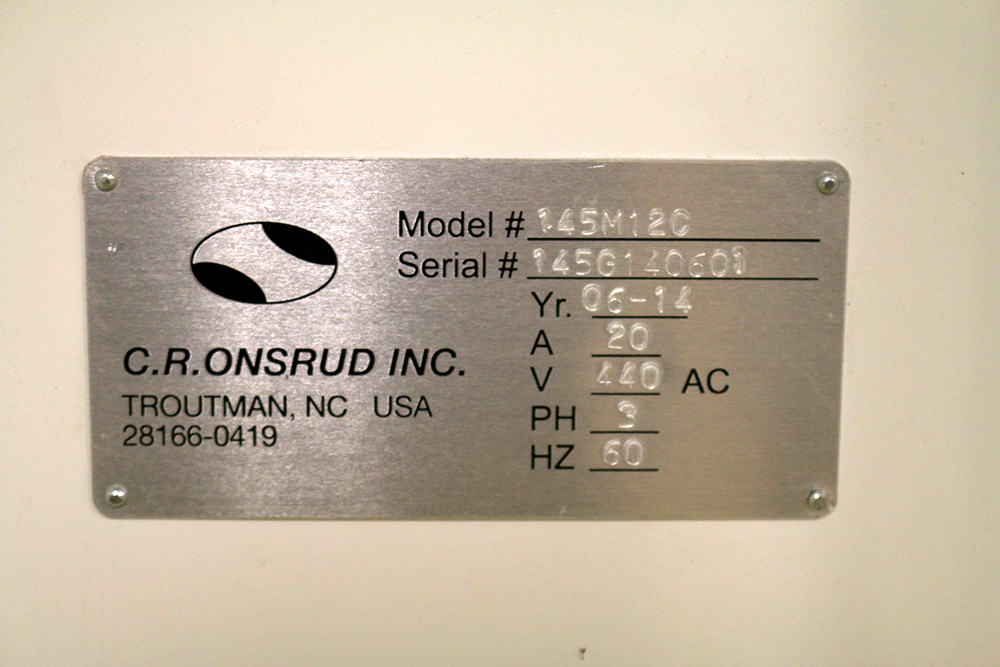 Model # 145M12C
Serial # 145G140601
Yr. 06-14
A 20
V 440 AC
PH 3
HZ 60
C.R.ONSRUD INC.
TROUTMAN, NC USA
28166-0419